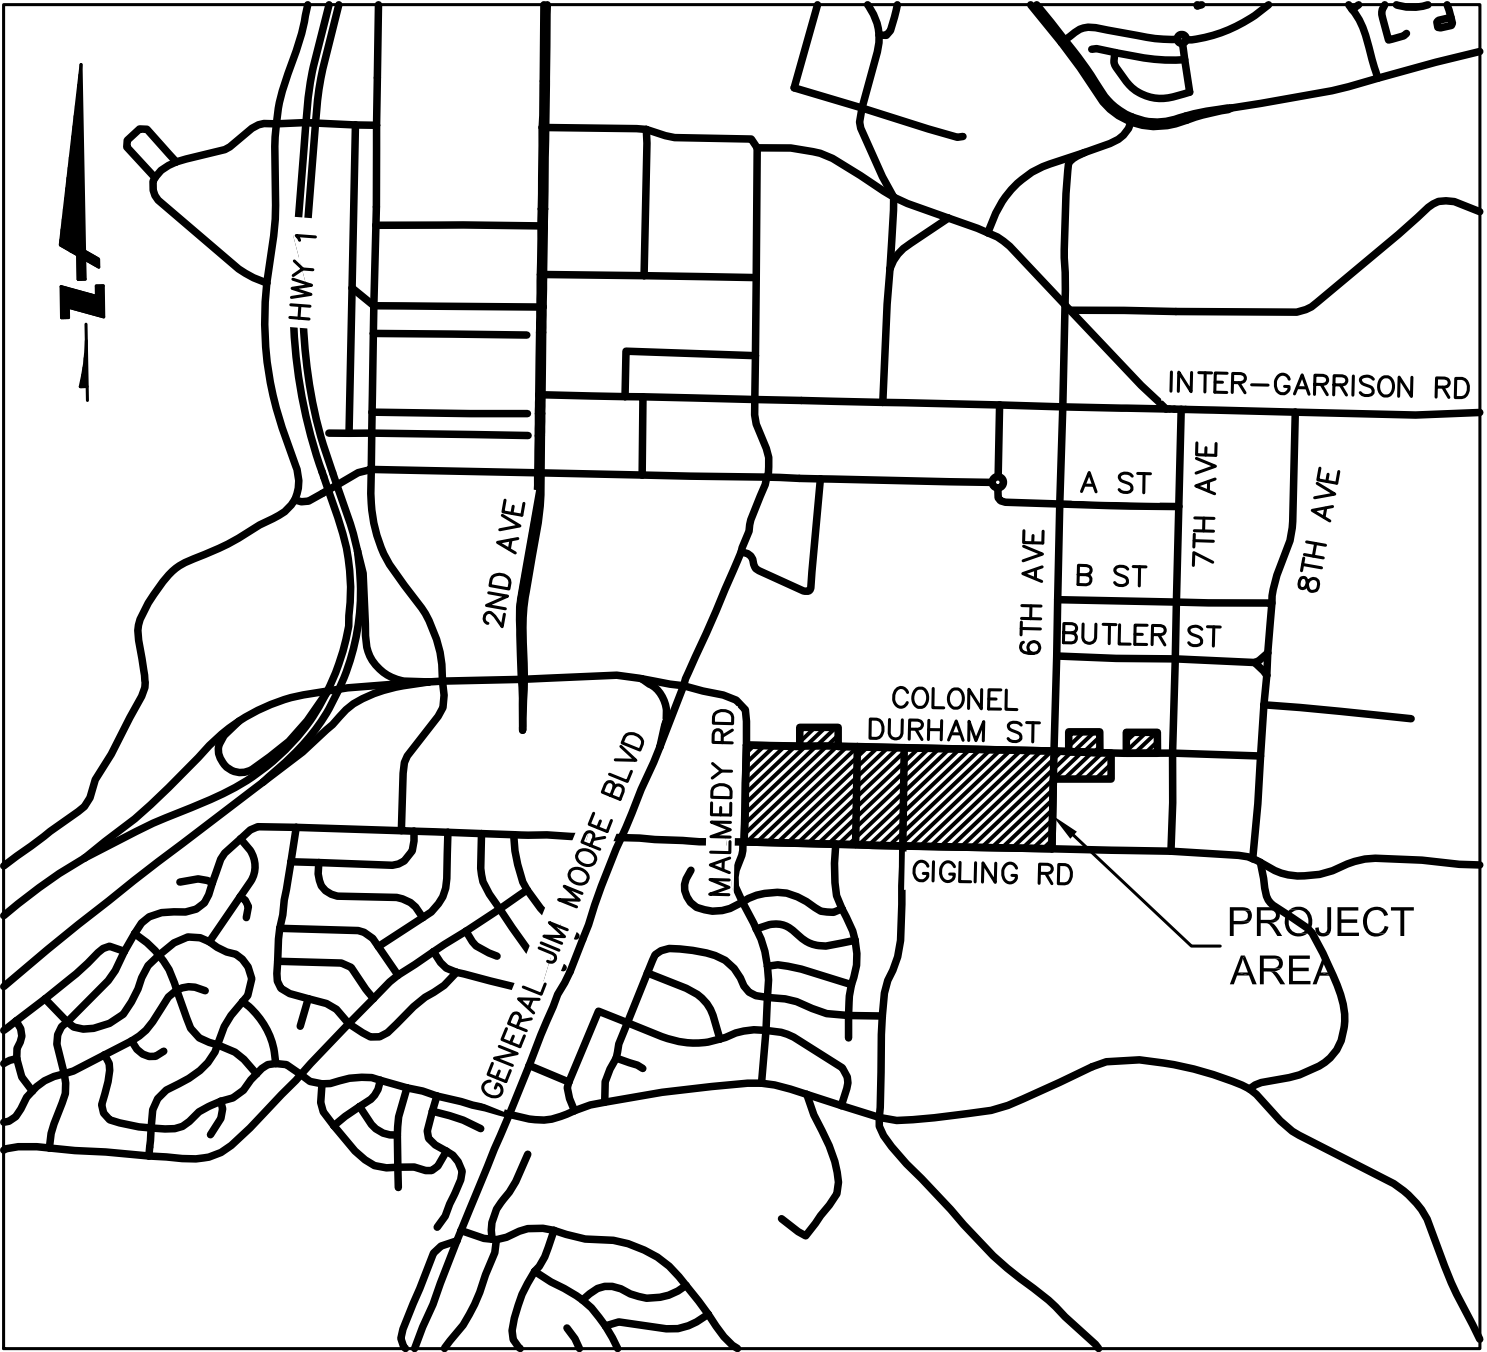 HWY 1
INTER-GARRISON RD
A ST
7TH AVE
8TH AVE
2ND AVE
6TH AVE
B ST
BUTLER ST
COLONEL
DURHAM ST
MALMEDY RD
GENERAL JIM MOORE BLVD
GIGLING RD
PROJECT
AREA
Z